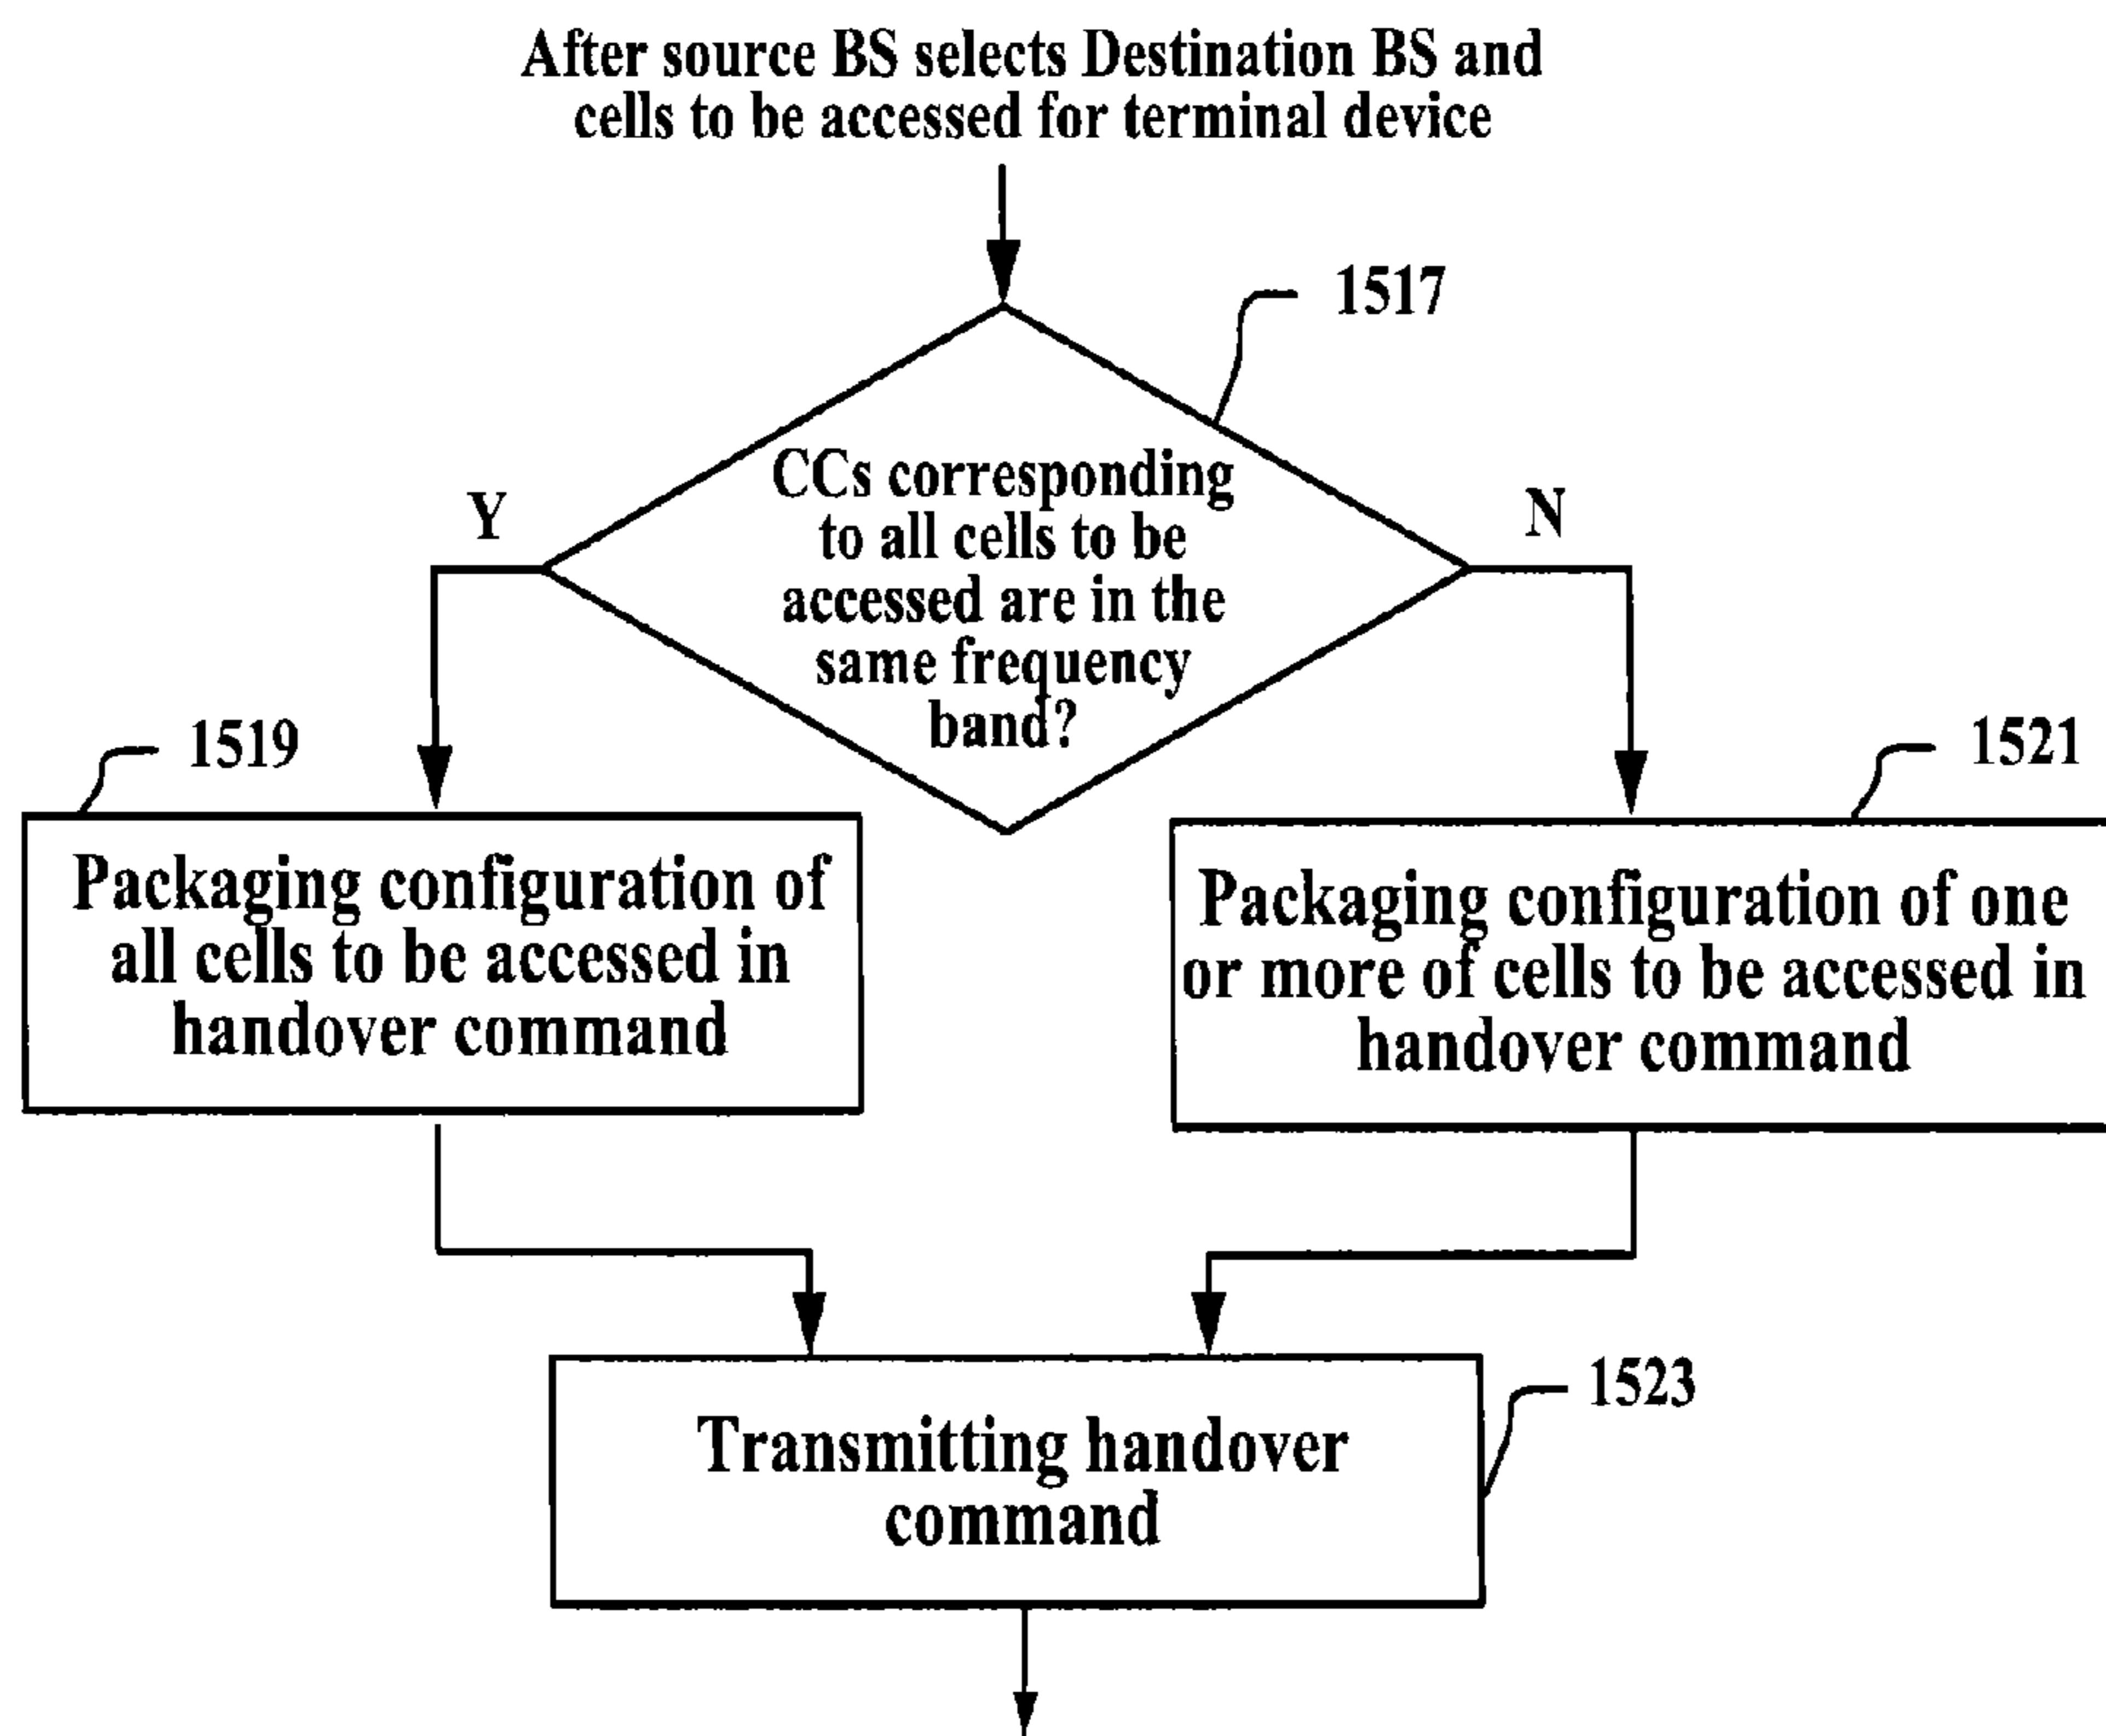 After source BS selects Destination BS and
cells to be accessed for terminal device
1517
CCs corresponding
to all cells to be
accessed are in the
same frequency
band?
Y
N
1519
1521
Packaging configuration of
all cells to be accessed in
handover command
Packaging configuration of one
or more of cells to be accessed in
handover command
1523
Transmitting handover
command